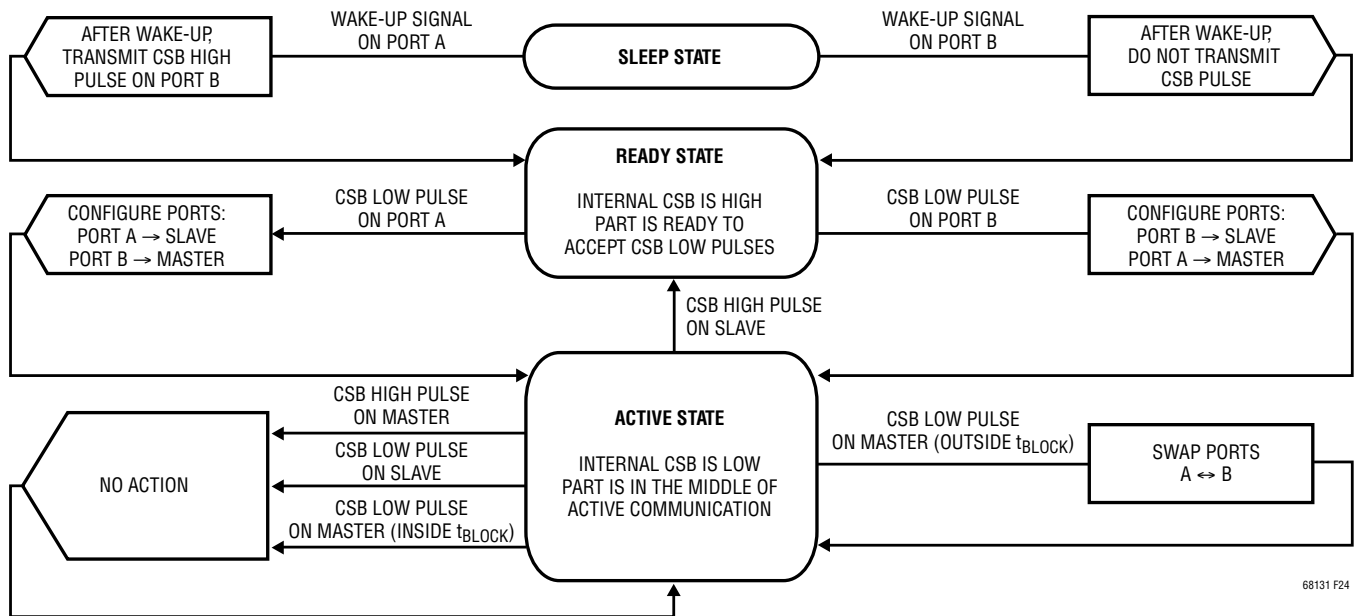 AFTER WAKE-UP,
TRANSMIT CSB HIGH
PULSE ON PORT B
WAKE-UP SIGNAL
ON PORT A
SLEEP STATE
WAKE-UP SIGNAL
ON PORT B
AFTER WAKE-UP,
DO NOT TRANSMIT
CSB PULSE
READY STATE
INTERNAL CSB IS HIGH
PART IS READY TO
ACCEPT CSB LOW PULSES
CONFIGURE PORTS:
PORT A → SLAVE
PORT B → MASTER
CSB LOW PULSE
ON PORT A
CSB LOW PULSE
ON PORT B
CONFIGURE PORTS:
PORT B → SLAVE
PORT A → MASTER
CSB HIGH PULSE
ON SLAVE
ACTIVE STATE
INTERNAL CSB IS LOW
PART IS IN THE MIDDLE OF
ACTIVE COMMUNICATION
CSB HIGH PULSE
ON MASTER
CSB LOW PULSE
ON SLAVE
CSB LOW PULSE
ON MASTER (INSIDE tBLOCK)
NO ACTION
CSB LOW PULSE
ON MASTER (OUTSIDE tBLOCK)
SWAP PORTS
A ↔ B
68131 F24